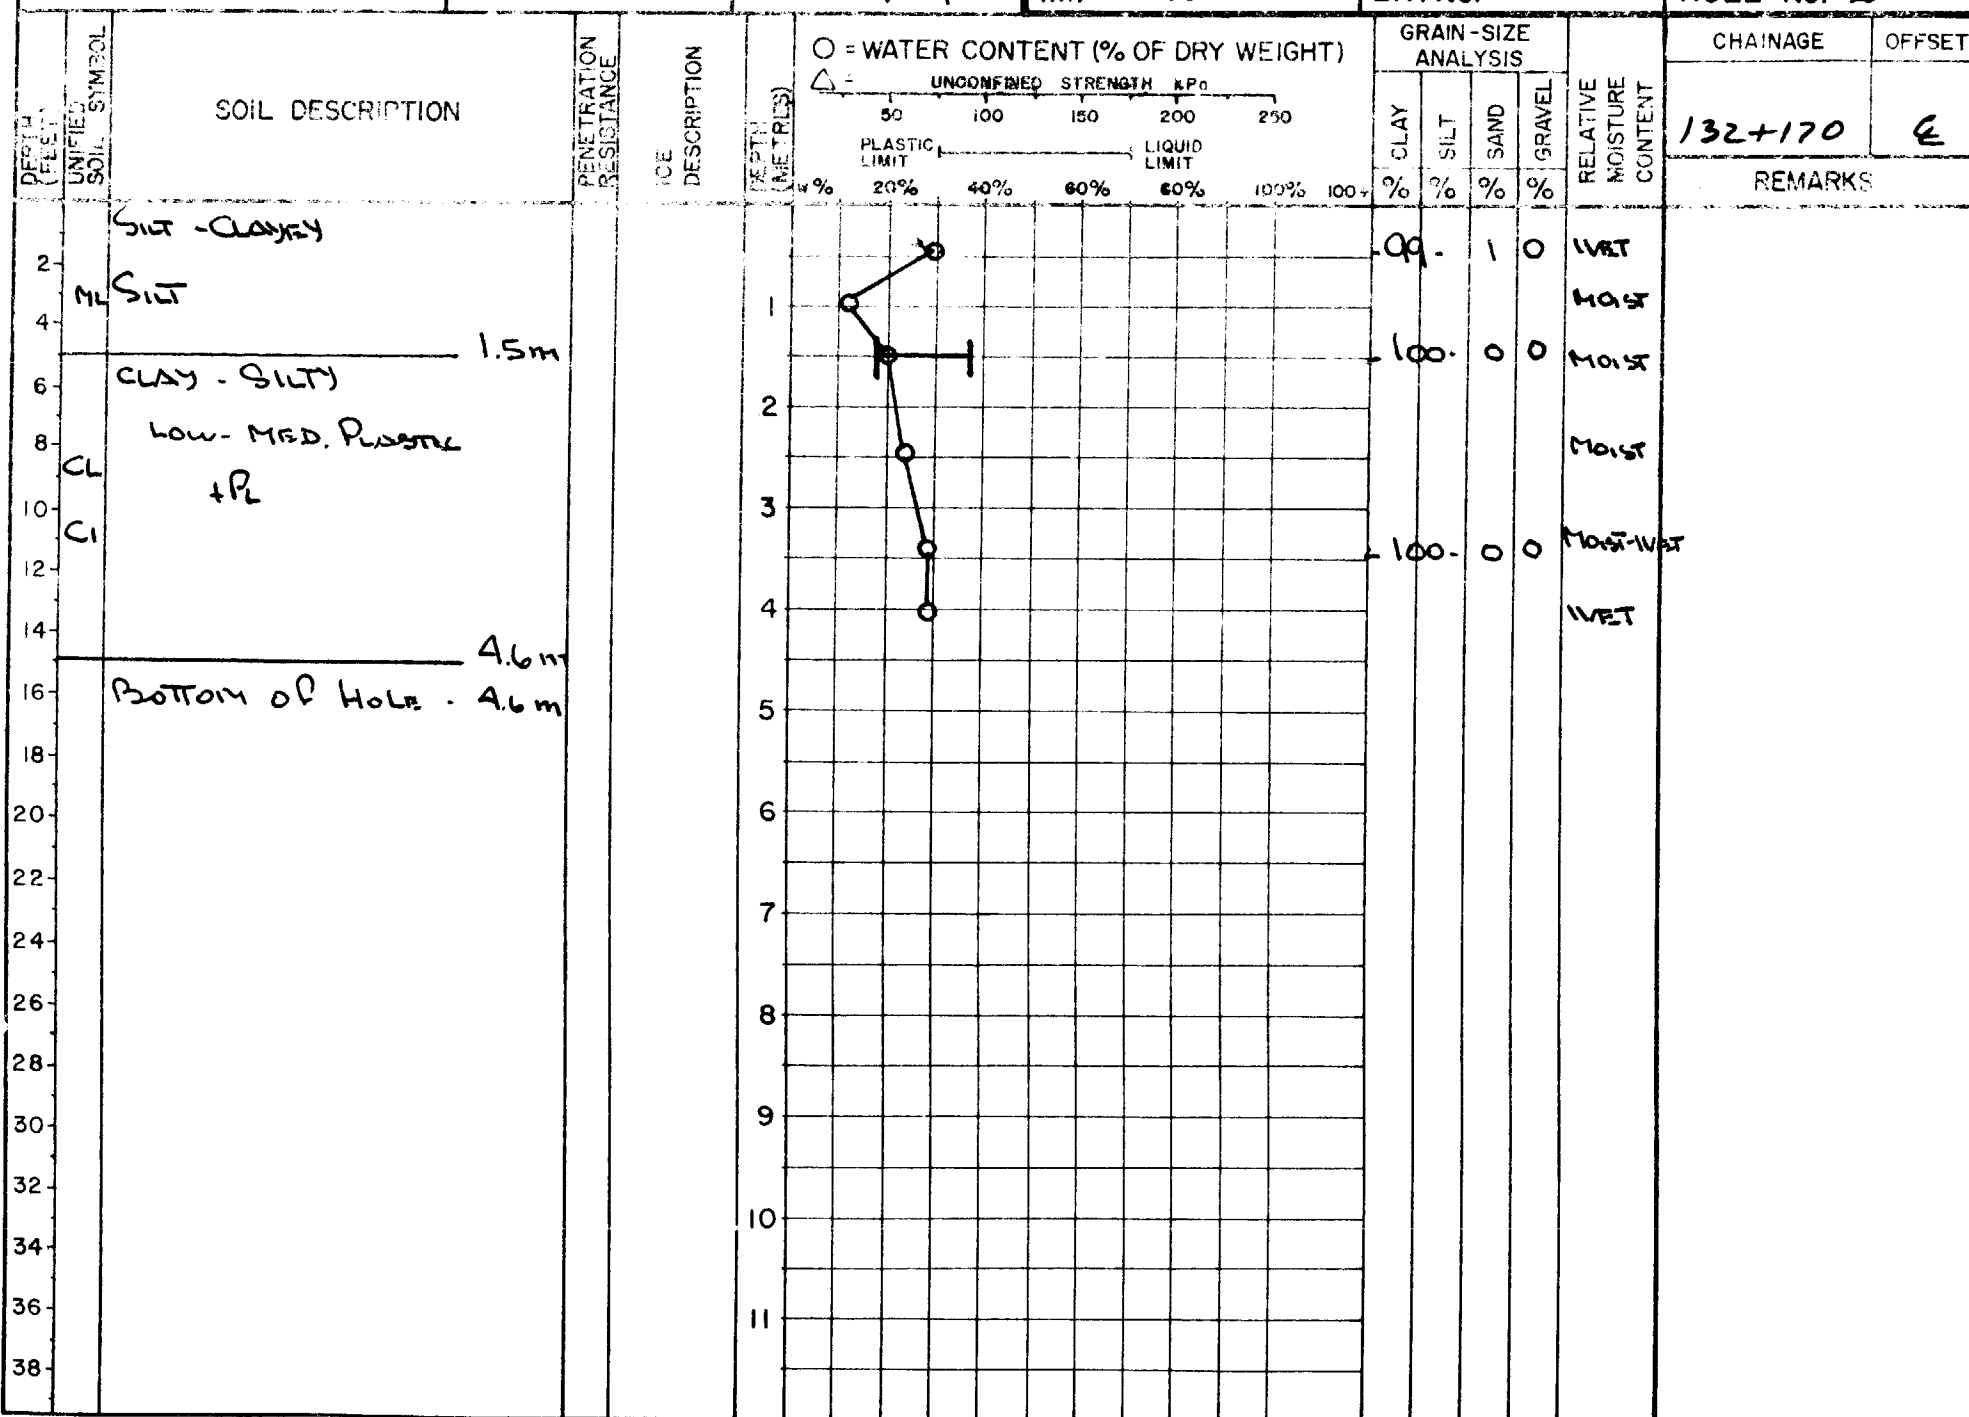 CHAINAGE OFFSET
132+170 ℄
REMARKS
DEPTH (FEET)
UNIFIED SOIL SYMBOL
SOIL DESCRIPTION
PENETRATION RESISTANCE
ICE DESCRIPTION
DEPTH (METRES)
O = WATER CONTENT (% OF DRY WEIGHT)
△ = UNCONFINED STRENGTH kPa
50 100 150 200 250
PLASTIC LIMIT LIQUID LIMIT
W% 20% 40% 60% 80% 100% 100+
GRAIN-SIZE ANALYSIS
CLAY SILT SAND GRAVEL
% % % %
RELATIVE MOISTURE CONTENT
SILT - CLAYEY
-99- 1 0 WET
2
ML SILT
1 MOIST
4
1.5m
-100- 0 0 MOIST
6 CLAY - SILTY
2
LOW - MED. PLASTIC
8 MOIST
CL
+PL
10 3
CI
-100- 0 0 MOIST-WET
12
4 WET
14
4.6 m
16 BOTTOM OF HOLE - 4.6 m
5
18
20 6
22
24 7
26
28 8
30 9
32
34 10
36
38 11